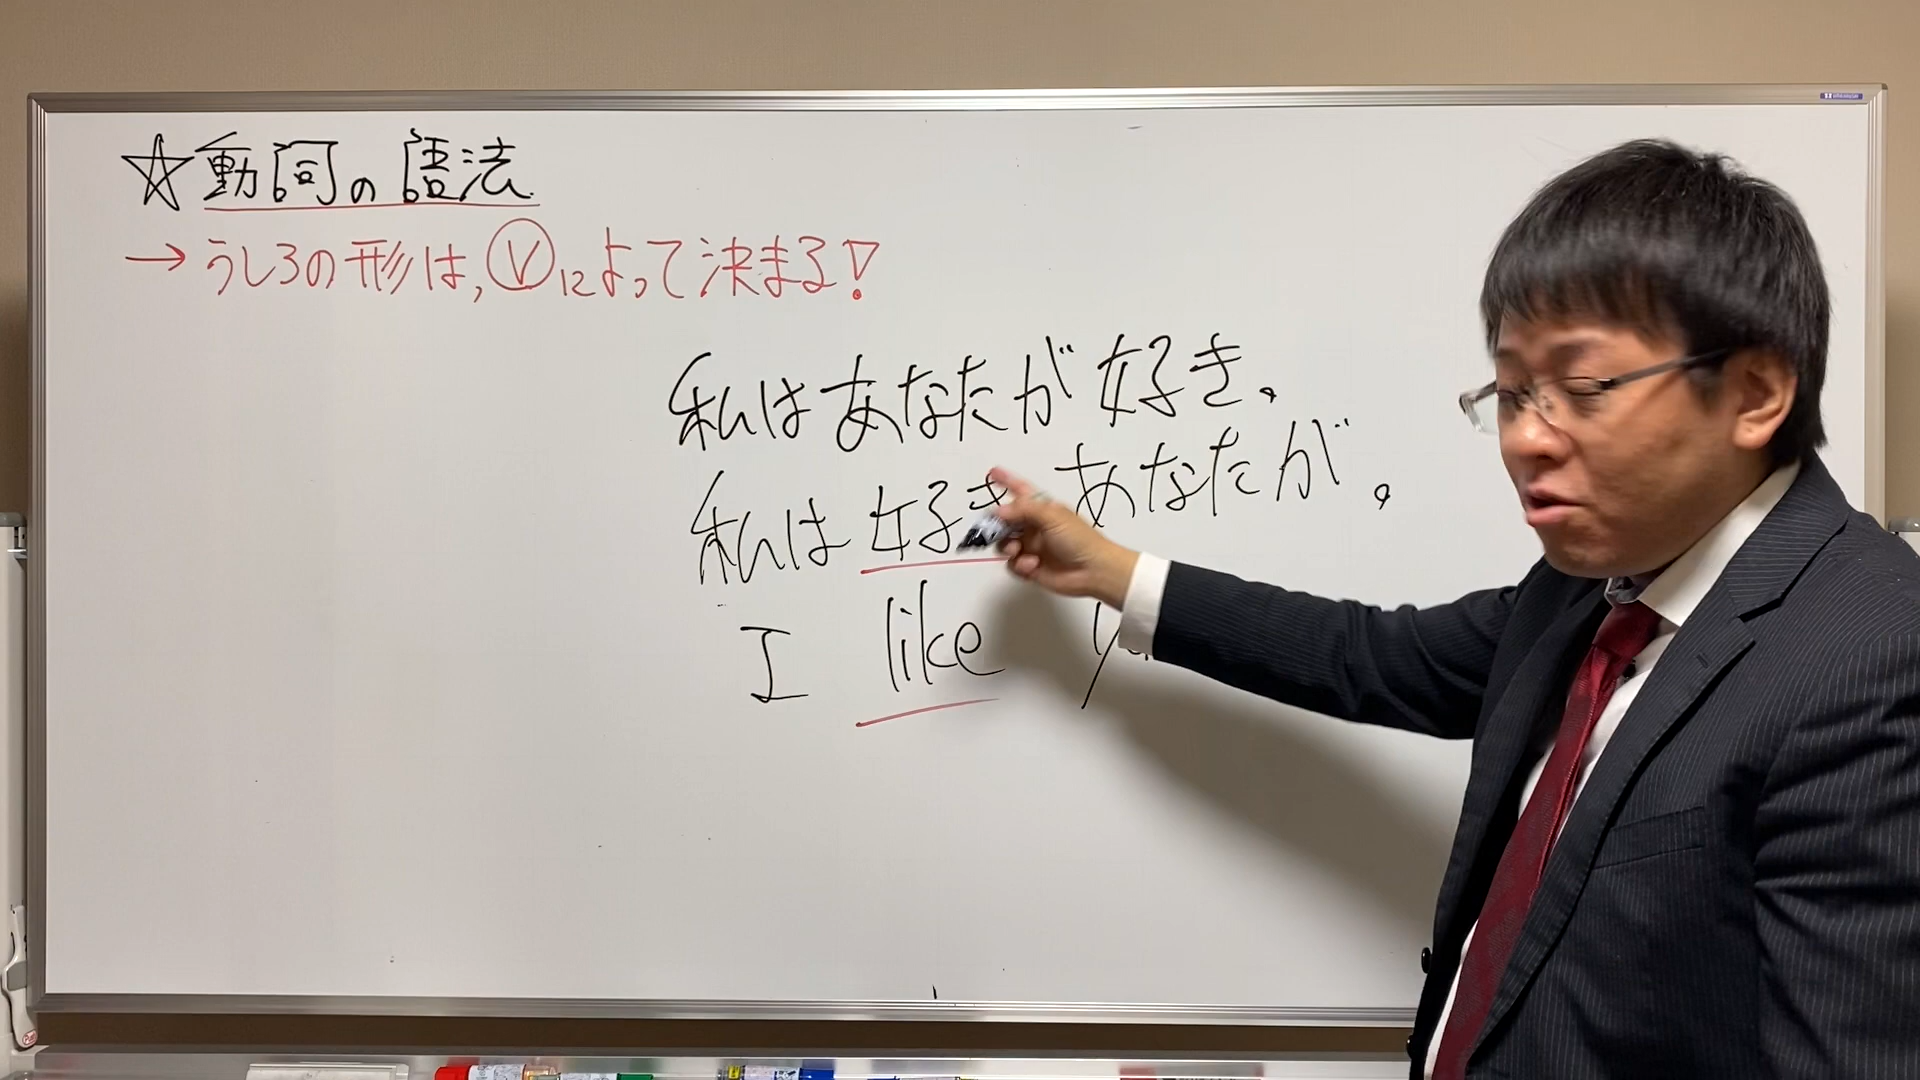 ☆動詞の語法
→うしろの形は,Ⓥによって決まる!
私はあなたが好き。
私は好き あなたが。
I like